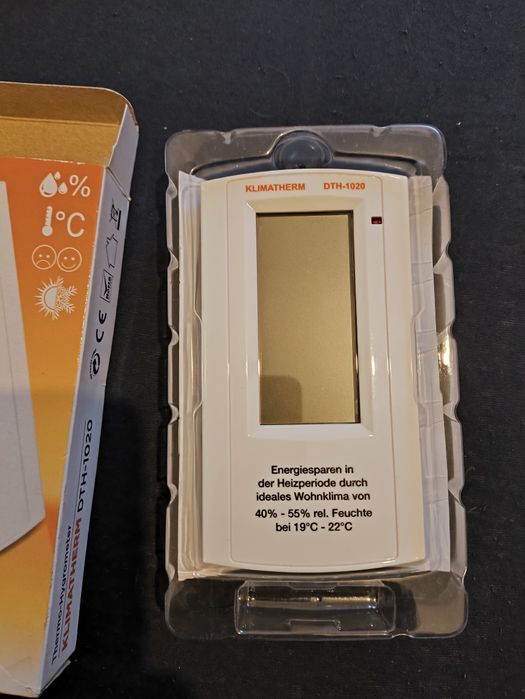 KLIMATHERM DTH-1020
Energiesparen in
der Heizperiode durch
ideales Wohnklima von
40% - 55% rel. Feuchte
bei 19°C - 22°C
%
°C
CE
Thermo-Hygrometer
KLIMATHERM DTH-1020